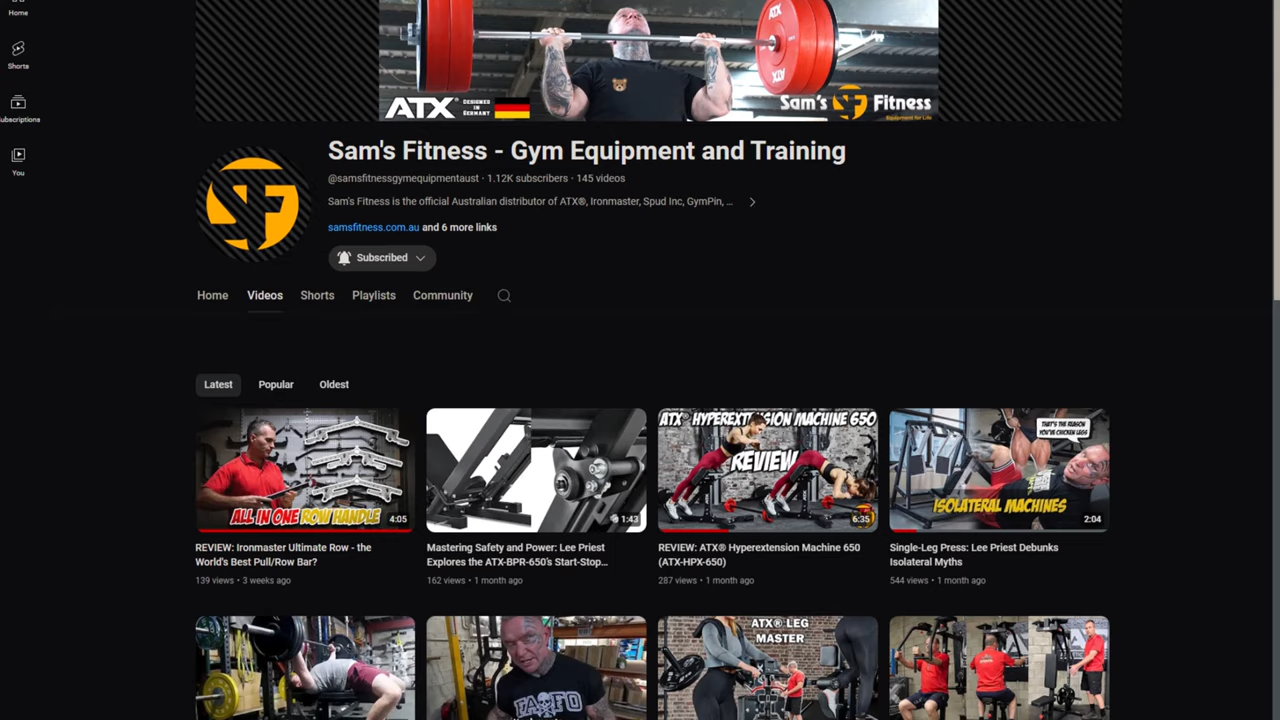 Home
Shorts
ubscriptions
You
ATX
ATX
ATX® DESIGNED IN GERMANY
Sam's SF Fitness
Equipment for Life
SF
Sam's Fitness - Gym Equipment and Training
@samsfitnessgymequipmentaust · 1.12K subscribers · 145 videos
Sam's Fitness is the official Australian distributor of ATX®, Ironmaster, Spud Inc, GymPin, ...
samsfitness.com.au and 6 more links
Subscribed
Home Videos Shorts Playlists Community
Latest Popular Oldest
ALL IN ONE ROW HANDLE
4:05
1:43
ATX® HYPEREXTENSION MACHINE 650
REVIEW
6:35
THAT'S THE REASON
YOU'VE CHICKEN LEGS
ISOLATERAL MACHINES
2:04
REVIEW: Ironmaster Ultimate Row - the
World's Best Pull/Row Bar?
139 views · 3 weeks ago
Mastering Safety and Power: Lee Priest
Explores the ATX-BPR-650's Start-Stop...
162 views · 1 month ago
REVIEW: ATX® Hyperextension Machine 650
(ATX-HPX-650)
287 views · 1 month ago
Single-Leg Press: Lee Priest Debunks
Isolateral Myths
544 views · 1 month ago
FAFO
ATX® LEG
MASTER